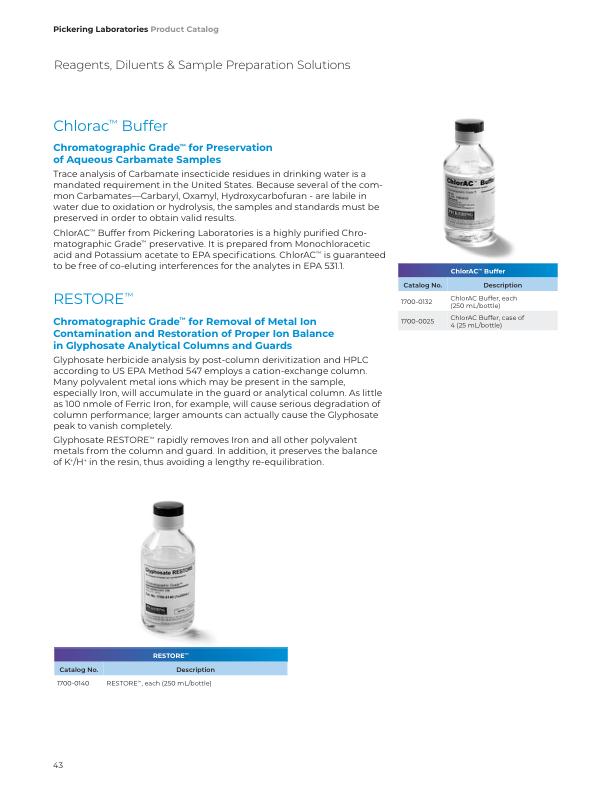 Pickering Laboratories Product Catalog
Reagents, Diluents & Sample Preparation Solutions
Chlorac™ Buffer
Chromatographic Grade™ for Preservation
of Aqueous Carbamate Samples
Trace analysis of Carbamate insecticide residues in drinking water is a
mandated requirement in the United States. Because several of the com-
mon Carbamates—Carbaryl, Oxamyl, Hydroxycarbofuran - are labile in
water due to oxidation or hydrolysis, the samples and standards must be
preserved in order to obtain valid results.
ChlorAC™ Buffer from Pickering Laboratories is a highly purified Chro-
matographic Grade™ preservative. It is prepared from Monochloracetic
acid and Potassium acetate to EPA specifications. ChlorAC™ is guaranteed
to be free of co-eluting interferences for the analytes in EPA 531.1.
ChlorAC™ Buffer
ChlorAC™ Buffer
Catalog No. Description
1700-0132 ChlorAC Buffer, each
(250 mL/bottle)
1700-0025 ChlorAC Buffer, case of
4 (25 mL/bottle)
RESTORE™
Chromatographic Grade™ for Removal of Metal Ion
Contamination and Restoration of Proper Ion Balance
in Glyphosate Analytical Columns and Guards
Glyphosate herbicide analysis by post-column derivitization and HPLC
according to US EPA Method 547 employs a cation-exchange column.
Many polyvalent metal ions which may be present in the sample,
especially Iron, will accumulate in the guard or analytical column. As little
as 100 nmole of Ferric Iron, for example, will cause serious degradation of
column performance; larger amounts can actually cause the Glyphosate
peak to vanish completely.
Glyphosate RESTORE™ rapidly removes Iron and all other polyvalent
metals from the column and guard. In addition, it preserves the balance
of K⁺/H⁺ in the resin, thus avoiding a lengthy re-equilibration.
Glyphosate RESTORE
RESTORE™
Catalog No. Description
1700-0140 RESTORE™, each (250 mL/bottle)
43